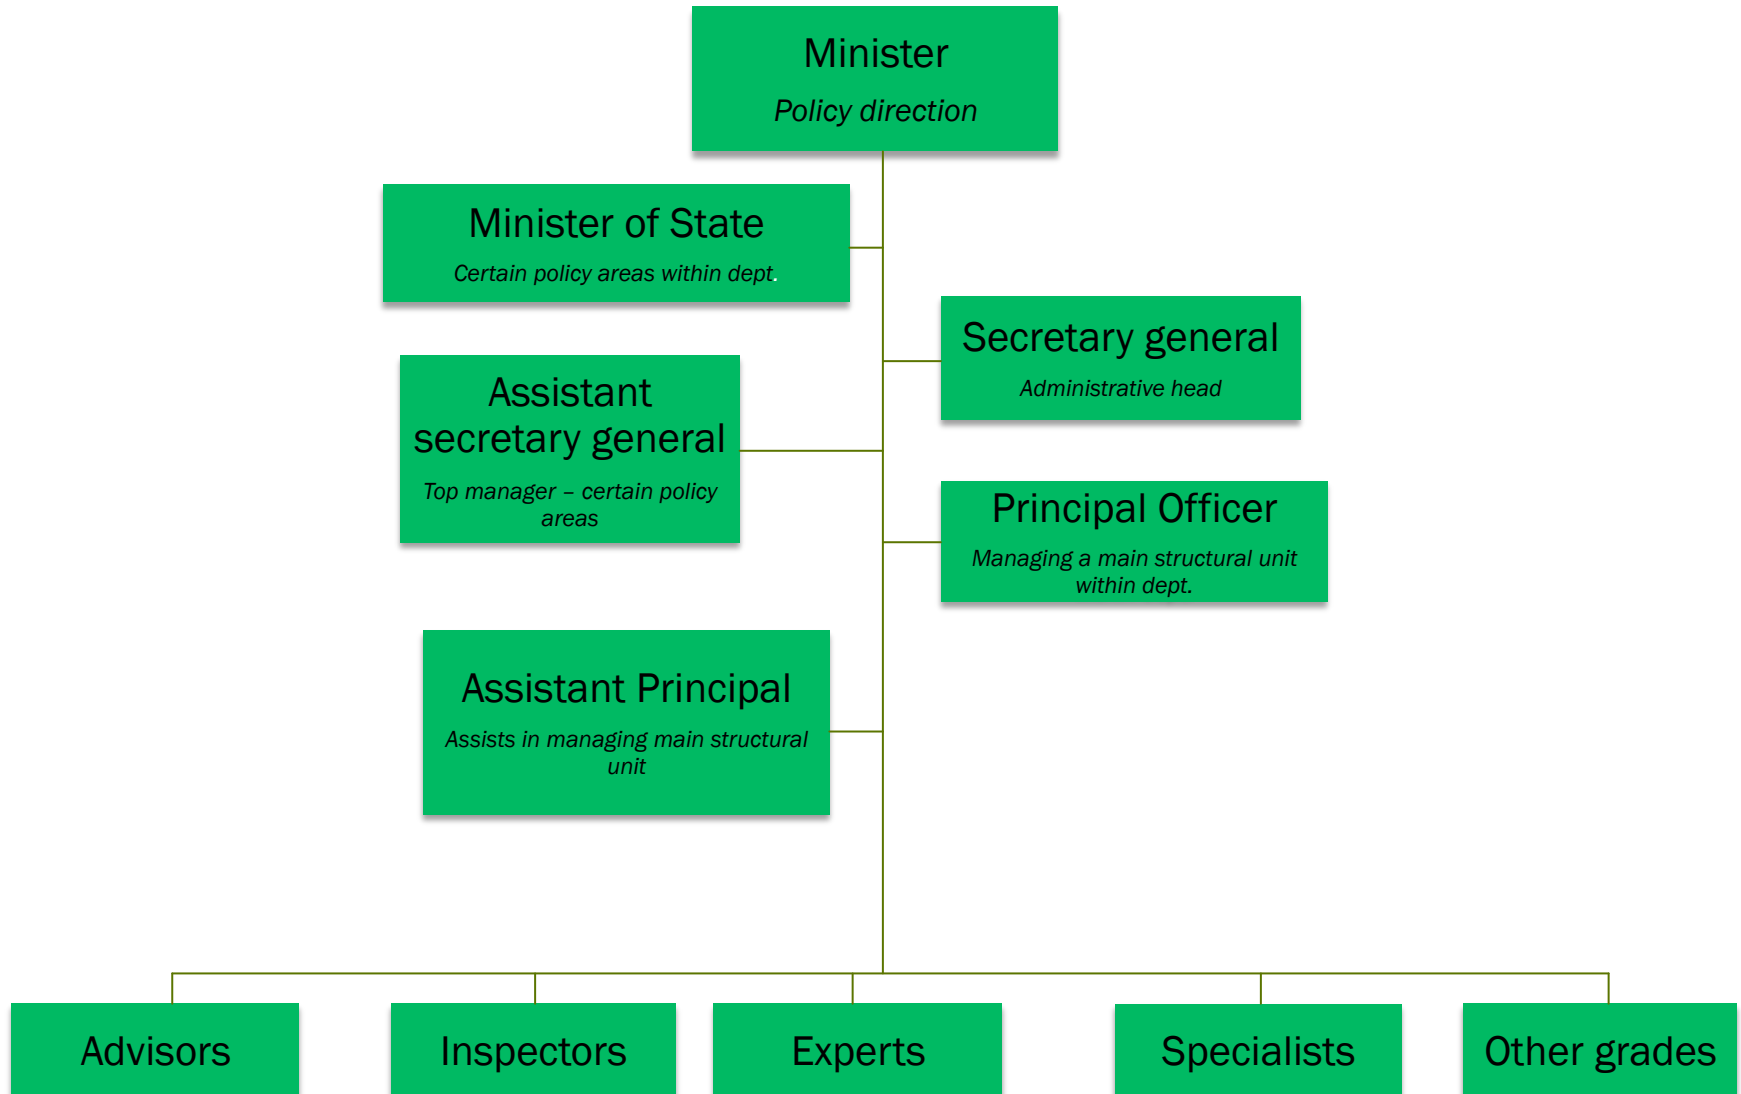 Minister
Policy direction
Minister of State
Certain policy areas within dept.
Secretary general
Administrative head
Assistant
secretary general
Top manager – certain policy
areas
Principal Officer
Managing a main structural unit
within dept.
Assistant Principal
Assists in managing main structural
unit
Advisors
Inspectors
Experts
Specialists
Other grades